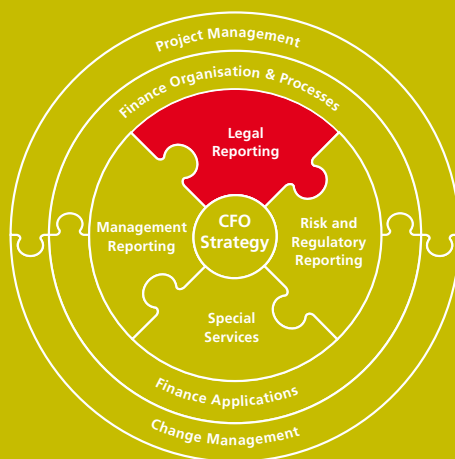 Project Management
Finance Organisation & Processes
Legal
Reporting
Management
Reporting
CFO
Strategy
Risk and
Regulatory
Reporting
Special
Services
Finance Applications
Change Management